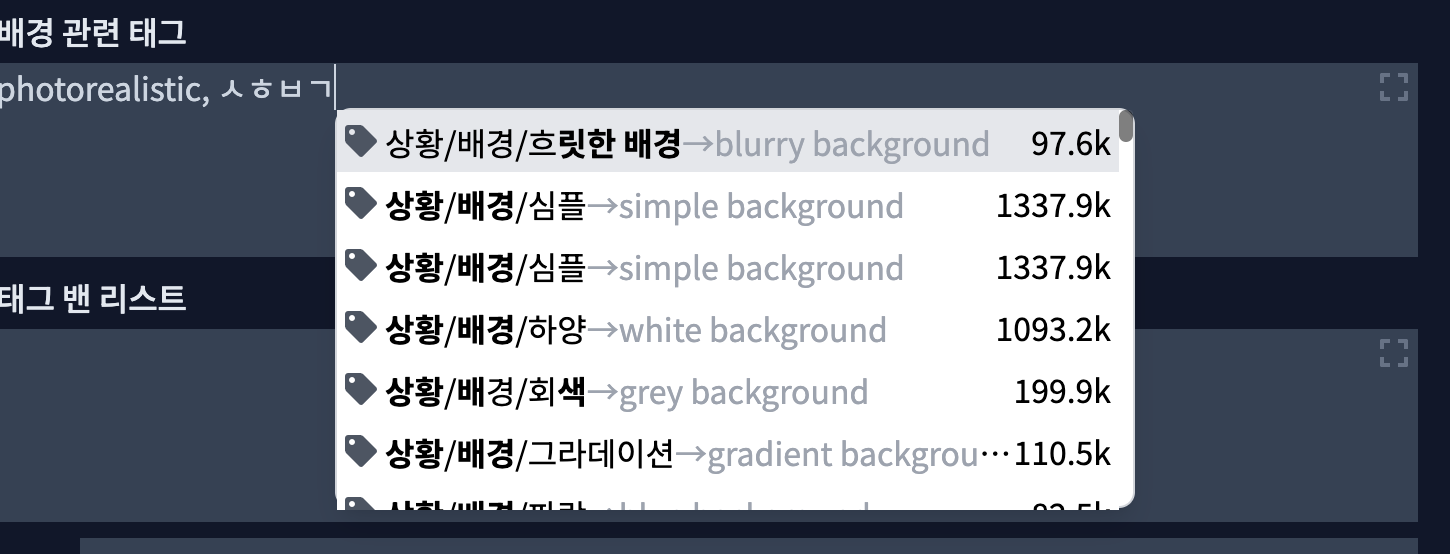 배경 관련 태그
photorealistic, ㅅㅎㅂㄱ
상황/배경/흐릿한 배경→blurry background 97.6k
상황/배경/심플→simple background 1337.9k
상황/배경/심플→simple background 1337.9k
상황/배경/하양→white background 1093.2k
태그 밴 리스트
상황/배경/회색→grey background 199.9k
상황/배경/그라데이션→gradient backgrou⋯ 110.5k
상황/배경/